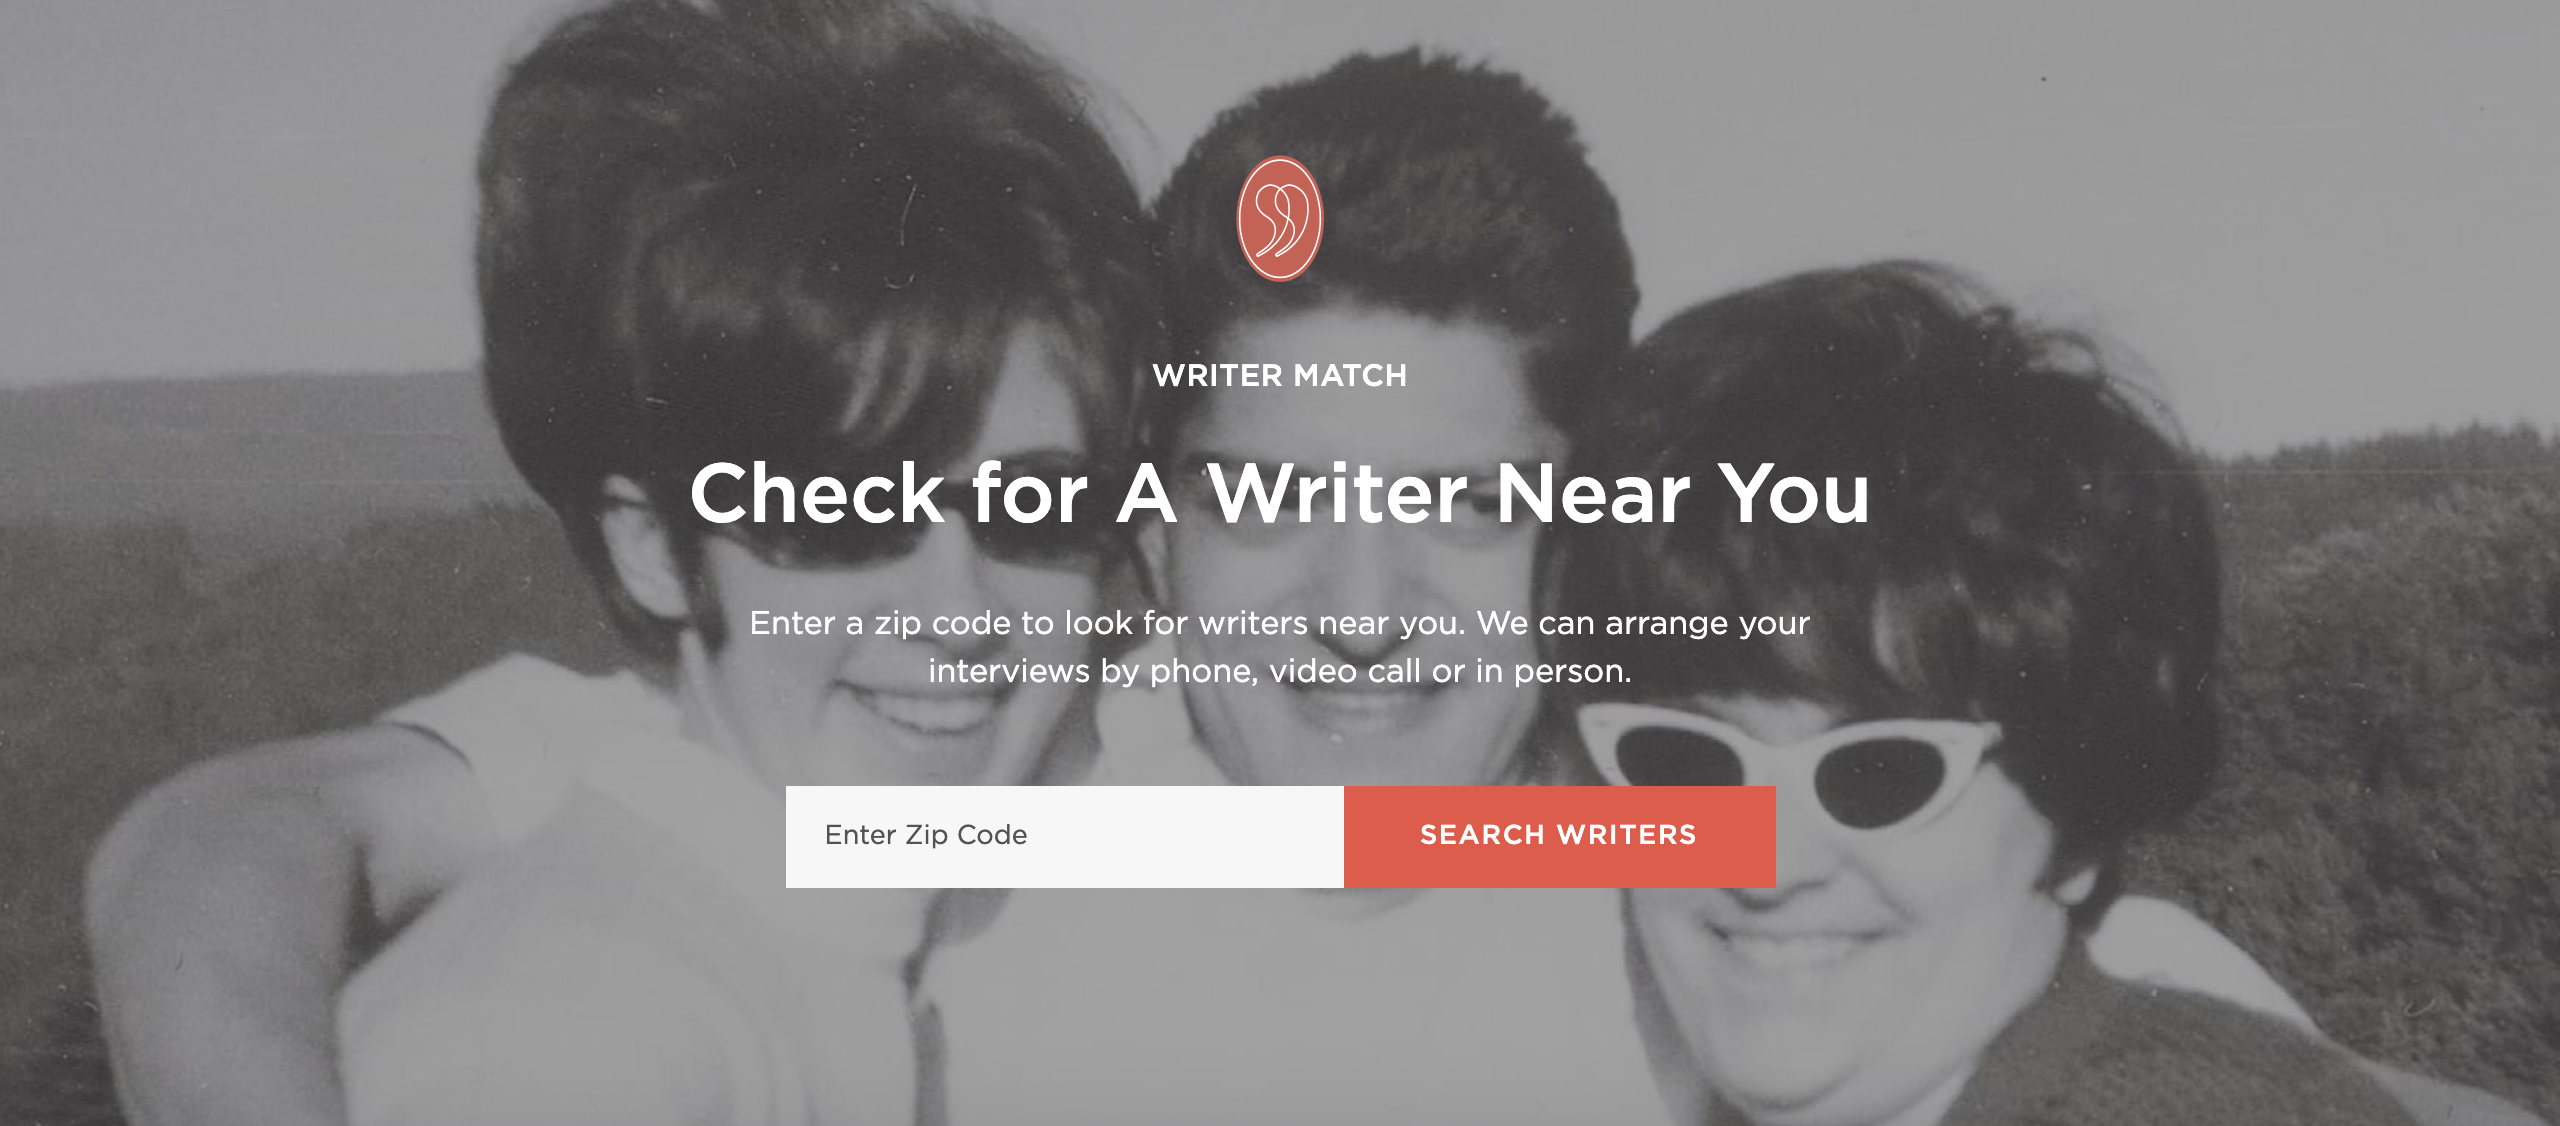 WRITER MATCH
Check for A Writer Near You
Enter a zip code to look for writers near you. We can arrange your
interviews by phone, video call or in person.
Enter Zip Code
SEARCH WRITERS